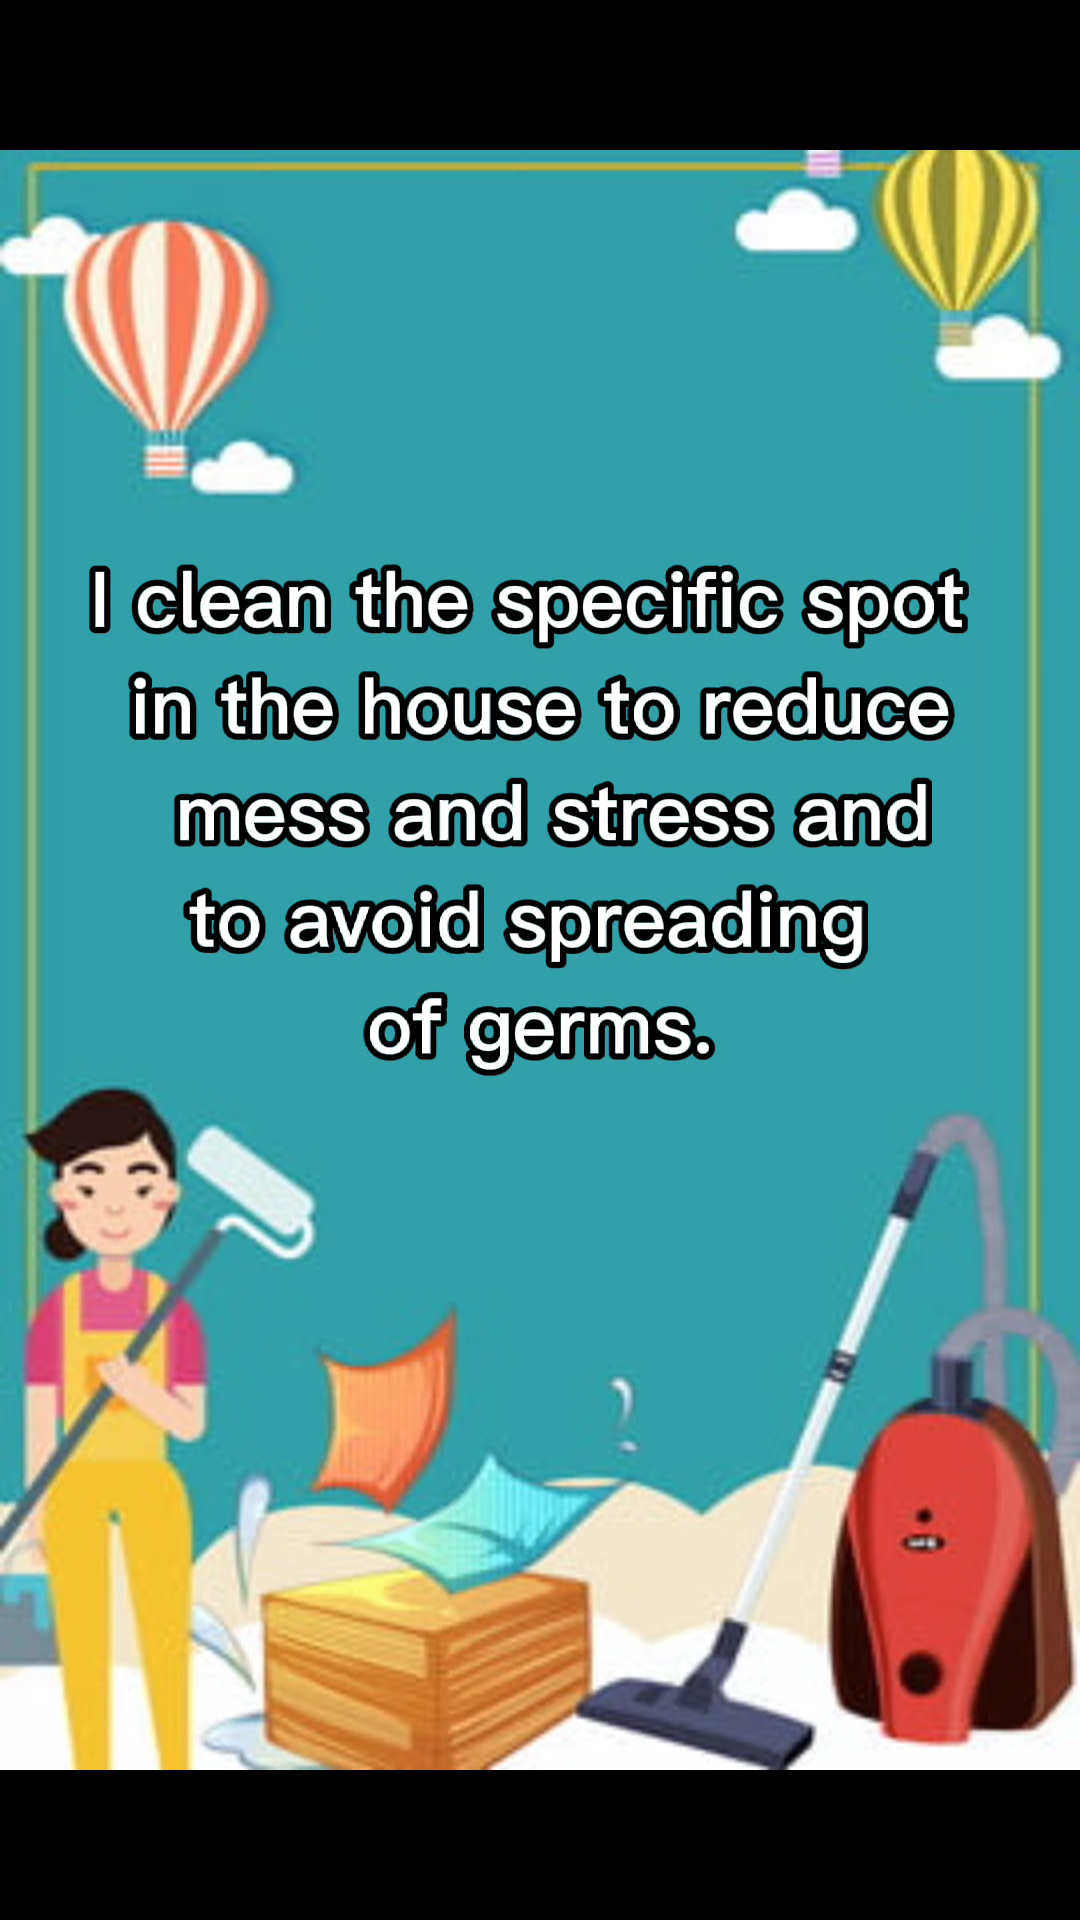 I clean the specific spot
in the house to reduce
mess and stress and
to avoid spreading
of germs.